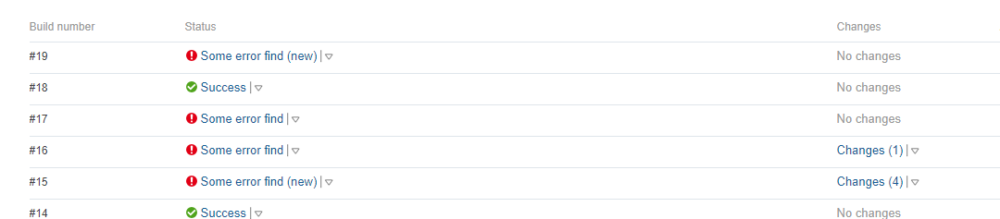 Build number Status Changes
#19 Some error find (new) No changes
#18 Success No changes
#17 Some error find No changes
#16 Some error find Changes (1)
#15 Some error find (new) Changes (4)
#14 Success No changes